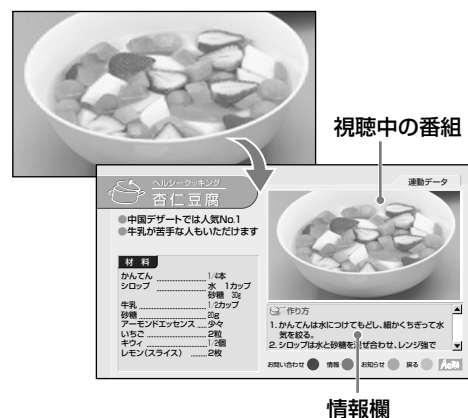 視聴中の番組
連動データ
ヘルシークッキング
杏仁豆腐
●中国デザートでは人気No.1
●牛乳が苦手な人もいただけます
材 料
かんてん 1/4本
シロップ 水 1カップ
砂糖 30g
牛乳 1/2カップ
砂糖 20g
アーモンドエッセンス 少々
いちご 2粒
キウィ 1/2個
レモン(スライス) 2枚
作り方
1.かんてんは水につけてもどし、細かくちぎって水
気を絞る。
2.シロップは水と砂糖を混ぜ合わせ、レンジ強で
お問い合わせ 情報 お知らせ 戻る
情報欄